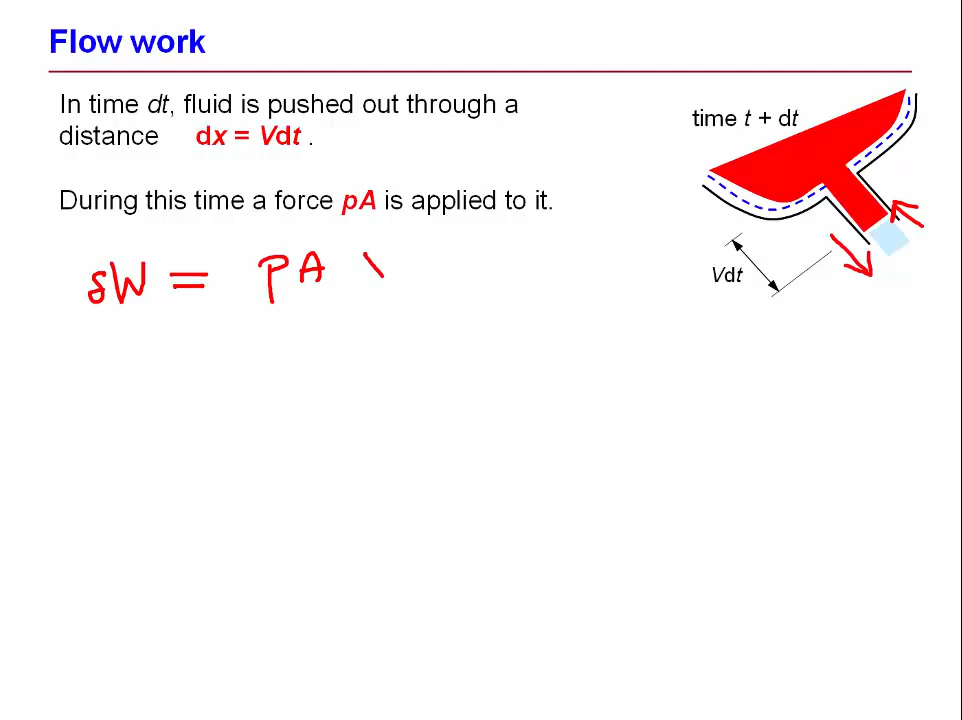 Flow work
In time dt, fluid is pushed out through a
distance dx = Vdt .
time t + dt
During this time a force pA is applied to it.
δW = PA \
Vdt